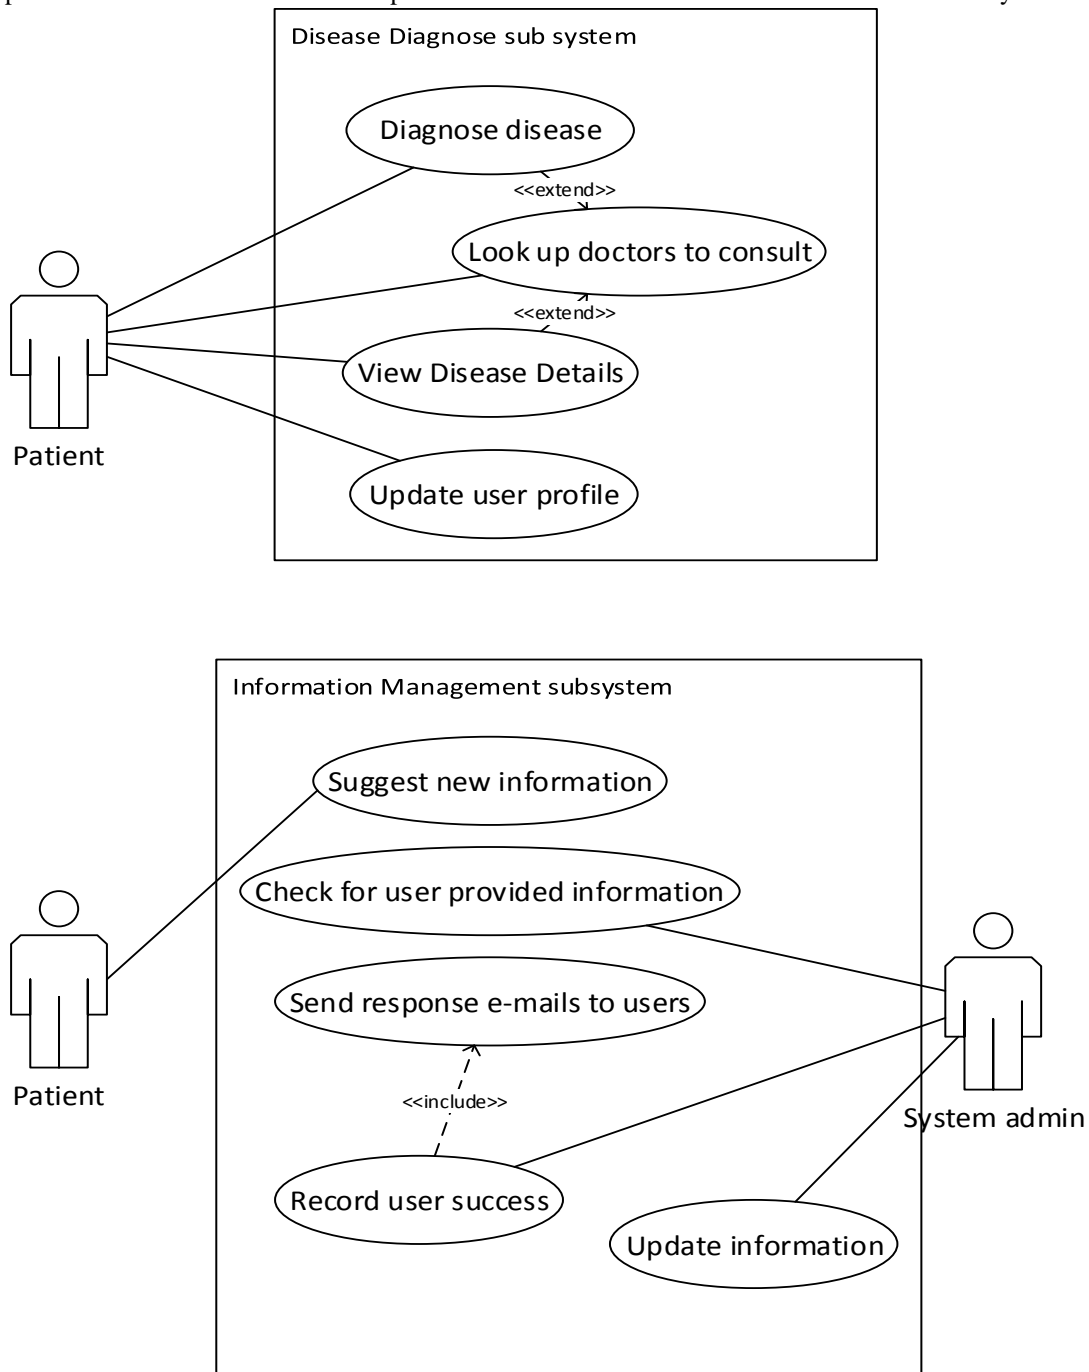 Disease Diagnose sub system
Diagnose disease
<<extend>>
Look up doctors to consult
<<extend>>
View Disease Details
Patient
Update user profile
Information Management subsystem
Suggest new information
Check for user provided information
Send response e-mails to users
Patient
<<include>>
System admin
Record user success
Update information